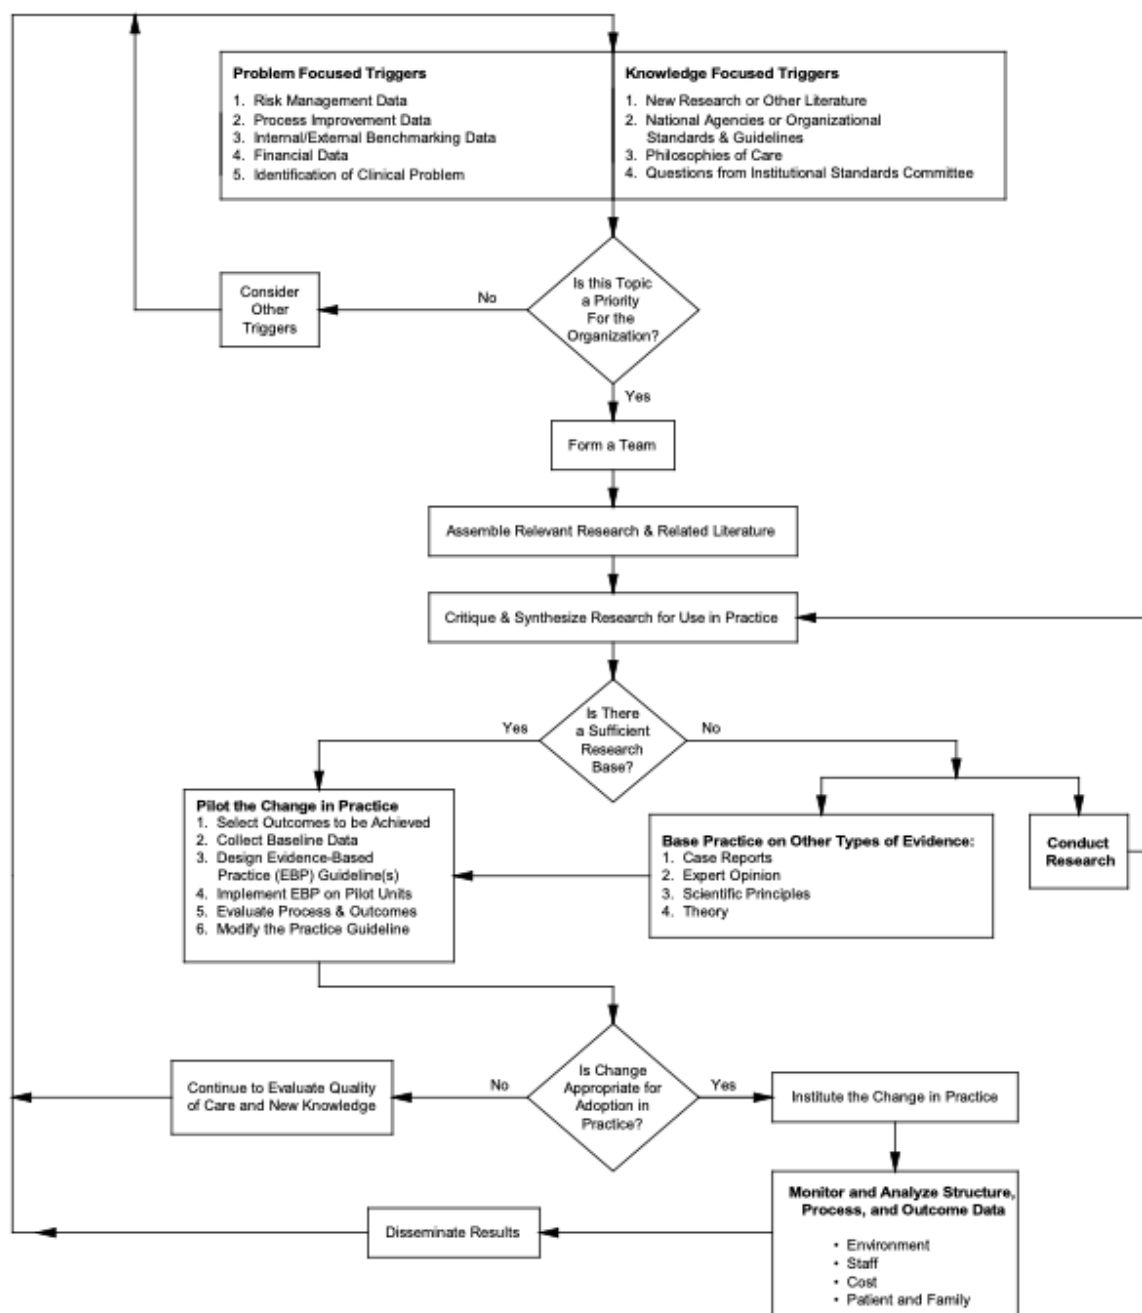 Problem Focused Triggers
1. Risk Management Data
2. Process Improvement Data
3. Internal/External Benchmarking Data
4. Financial Data
5. Identification of Clinical Problem
Knowledge Focused Triggers
1. New Research or Other Literature
2. National Agencies or Organizational
Standards & Guidelines
3. Philosophies of Care
4. Questions from Institutional Standards Committee
Consider
Other
Triggers
No
Is this Topic
a Priority
For the
Organization?
Yes
Form a Team
Assemble Relevant Research & Related Literature
Critique & Synthesize Research for Use in Practice
Yes
Is There
a Sufficient
Research
Base?
No
Pilot the Change in Practice
1. Select Outcomes to be Achieved
2. Collect Baseline Data
3. Design Evidence-Based
Practice (EBP) Guideline(s)
4. Implement EBP on Pilot Units
5. Evaluate Process & Outcomes
6. Modify the Practice Guideline
Base Practice on Other Types of Evidence:
1. Case Reports
2. Expert Opinion
3. Scientific Principles
4. Theory
Conduct
Research
Continue to Evaluate Quality
of Care and New Knowledge
No
Is Change
Appropriate for
Adoption in
Practice?
Yes
Institute the Change in Practice
Monitor and Analyze Structure,
Process, and Outcome Data
• Environment
• Staff
• Cost
• Patient and Family
Disseminate Results